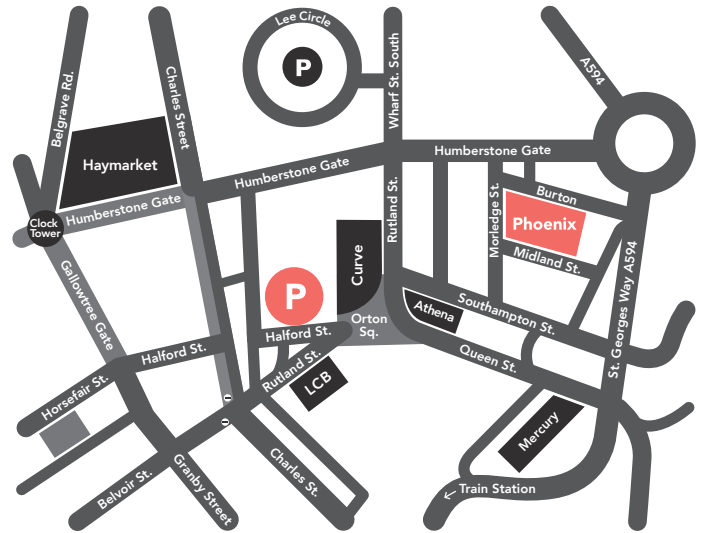 Lee Circle
P
Belgrave Rd.
Charles Street
Wharf St. South
A594
Haymarket
Humberstone Gate
Humberstone Gate
Humberstone Gate
Clock
Tower
Rutland St.
Morledge St.
Burton
Phoenix
Midland St.
Curve
Gallowtree Gate
P
Athena
Southampton St.
St. Georges Way A594
Orton
Sq.
Halford St.
Halford St.
Rutland St.
Queen St.
LCB
Horsefair St.
Mercury
Belvoir St.
Granby Street
Charles St.
← Train Station